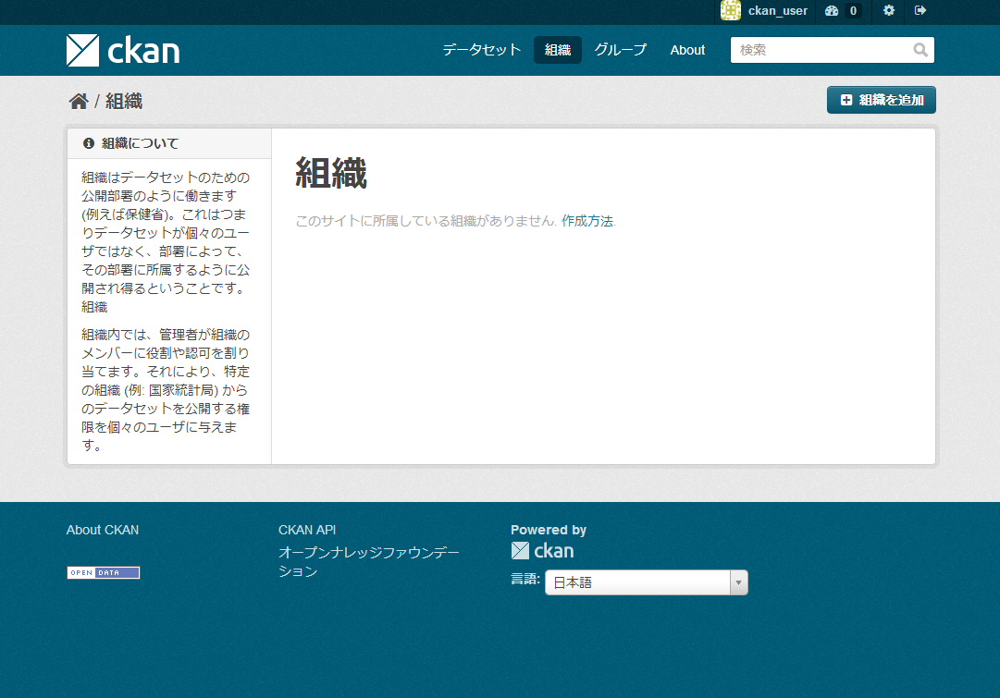 ckan_user 0
ckan データセット 組織 グループ About 検索
/ 組織
組織を追加
組織について
組織はデータセットのための
公開部署のように働きます
(例えば保健省)。これはつま
りデータセットが個々のユー
ザではなく、部署によって、
その部署に所属するように公
開され得るということです。
組織
組織内では、管理者が組織の
メンバーに役割や認可を割り
当てます。それにより、特定
の組織 (例: 国家統計局) から
のデータセットを公開する権
限を個々のユーザに与えま
す。
組織
このサイトに所属している組織がありません. 作成方法.
About CKAN
OPEN DATA
CKAN API
オープンナレッジファウンデー
ション
Powered by
ckan
言語: 日本語